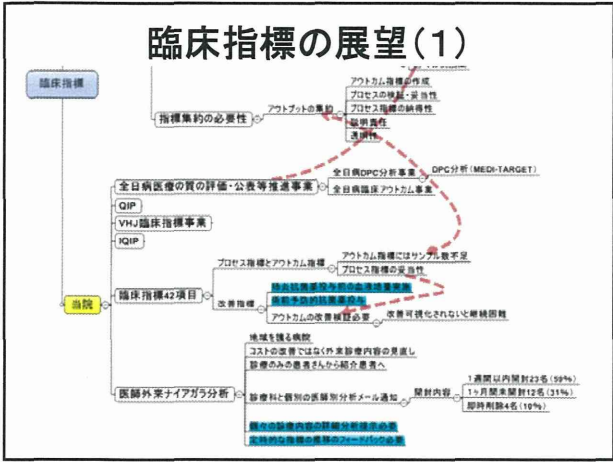 臨床指標の展望(1)
臨床指標
指標集約の必要性
アウトプットの集約
アウトカム指標の作成
プロセスの検証・妥当性
プロセス指標の納得性
説明責任
透明性
全日病医療の質の評価・公表等推進事業
全日病DPC分析事業
DPC分析(MEDI-TARGET)
全日病臨床アウトカム事業
QIP
VHJ臨床指標事業
IQIP
当院
臨床指標42項目
プロセス指標とアウトカム指標
アウトカム指標にはサンプル数不足
プロセス指標の妥当性
改善指標
術前予防的抗菌薬投与
アウトカムの改善検証必要
改善可視化されないと継続困難
医師外来ナイアガラ分析
地域を護る病院
コストの改善ではなく外来診療内容の見直し
診療のみの患者さんから紹介患者へ
診療科と個別の医師別分析メール通知
開封内容
1週間以内開封23名(59%)
1ヶ月間未開封12名(31%)
即時削除4名(10%)
個々の診療内容の詳細分析提示必要
定時的な指標の推移のフィードバック必要